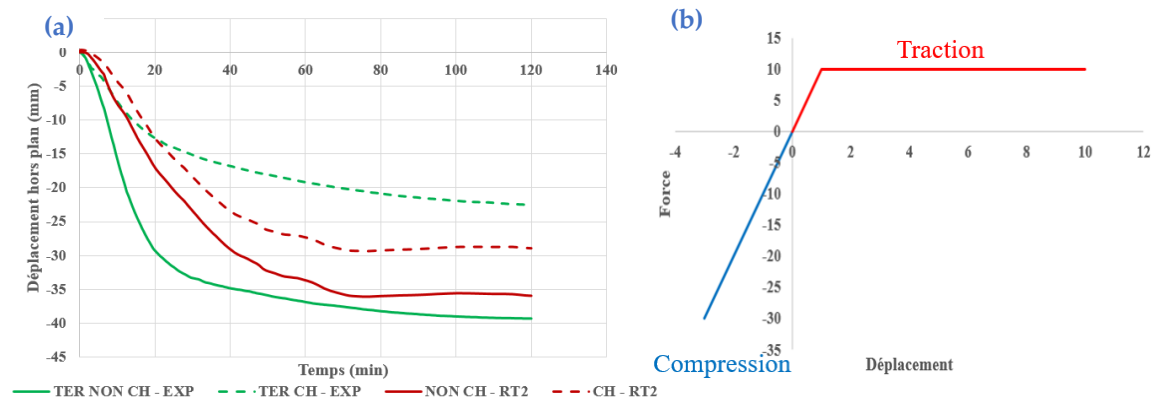 (a)
0
-5
-10
-15
-20
-25
-30
-35
-40
-45
0 20 40 60 80 100 120 140
Déplacement hors plan (mm)
Temps (min)
TER NON CH - EXP TER CH - EXP NON CH - RT2 CH - RT2
(b)
15
10
5
0
-5
-10
-15
-20
-25
-30
-35
-4 -2 0 2 4 6 8 10 12
Traction
Force
Compression
Déplacement